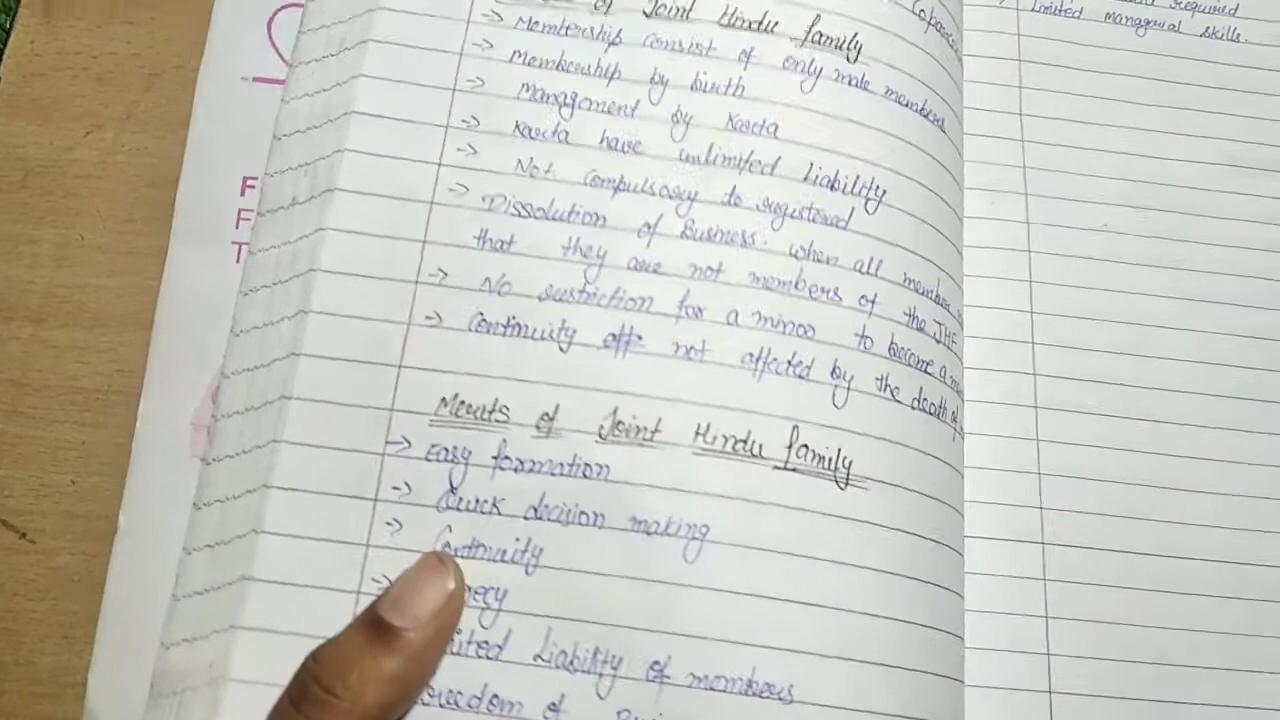 of Joint Hindu family
-> Membership consist of only male members
-> Membership by birth
-> Management by Karta
-> Karta have unlimited liability
-> Not compulsory to registered
-> Dissolution of Business. when all members
that they are not members of the JHF
-> No restriction for a minor to become a m
-> Continuity off not affected by the death of
Merits of Joint Hindu family
-> Easy formation
-> Quick decision making
-> Continuity
->
Liability of members
Freedom of
required
Limited managerial skills.
F
F
T